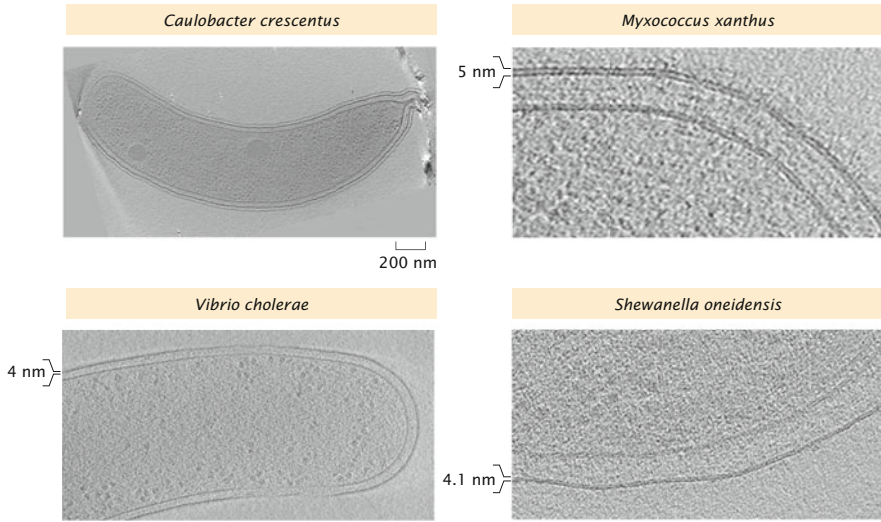 Caulobacter crescentus
Myxococcus xanthus
5 nm
200 nm
Vibrio cholerae
Shewanella oneidensis
4 nm
4.1 nm